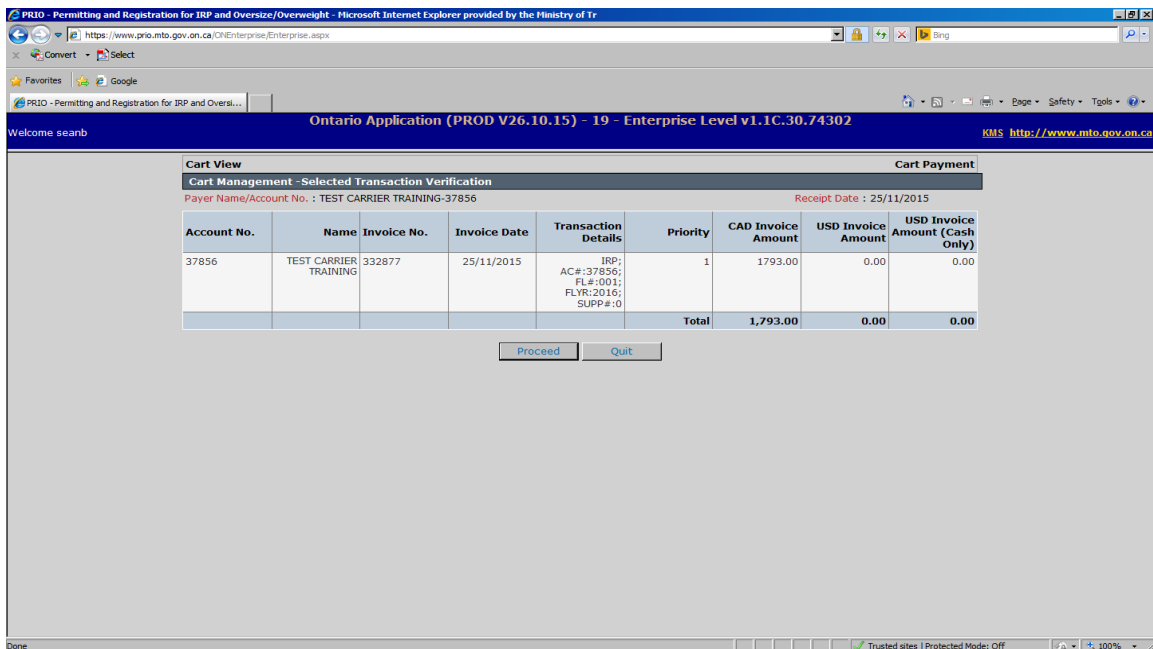 PRIO - Permitting and Registration for IRP and Oversize/Overweight - Microsoft Internet Explorer provided by the Ministry of Tr
https://www.prio.mto.gov.on.ca/ONEnterprise/Enterprise.aspx
Bing
Convert
Select
Favorites
Google
PRIO - Permitting and Registration for IRP and Oversi...
Page
Safety
Tools
Ontario Application (PROD V26.10.15) - 19 - Enterprise Level v1.1C.30.74302
Welcome seanb
KMS http://www.mto.gov.on.ca
Cart View
Cart Payment
Cart Management -Selected Transaction Verification
Payer Name/Account No. : TEST CARRIER TRAINING-37856
Receipt Date : 25/11/2015
Account No.
Name
Invoice No.
Invoice Date
Transaction
Details
Priority
CAD Invoice
Amount
USD Invoice
Amount
USD Invoice
Amount (Cash
Only)
37856
TEST CARRIER
TRAINING
332877
25/11/2015
IRP;
AC#:37856;
FL#:001;
FLYR:2016;
SUPP#:0
1
1793.00
0.00
0.00
Total
1,793.00
0.00
0.00
Proceed
Quit
Done
Trusted sites | Protected Mode: Off
100%